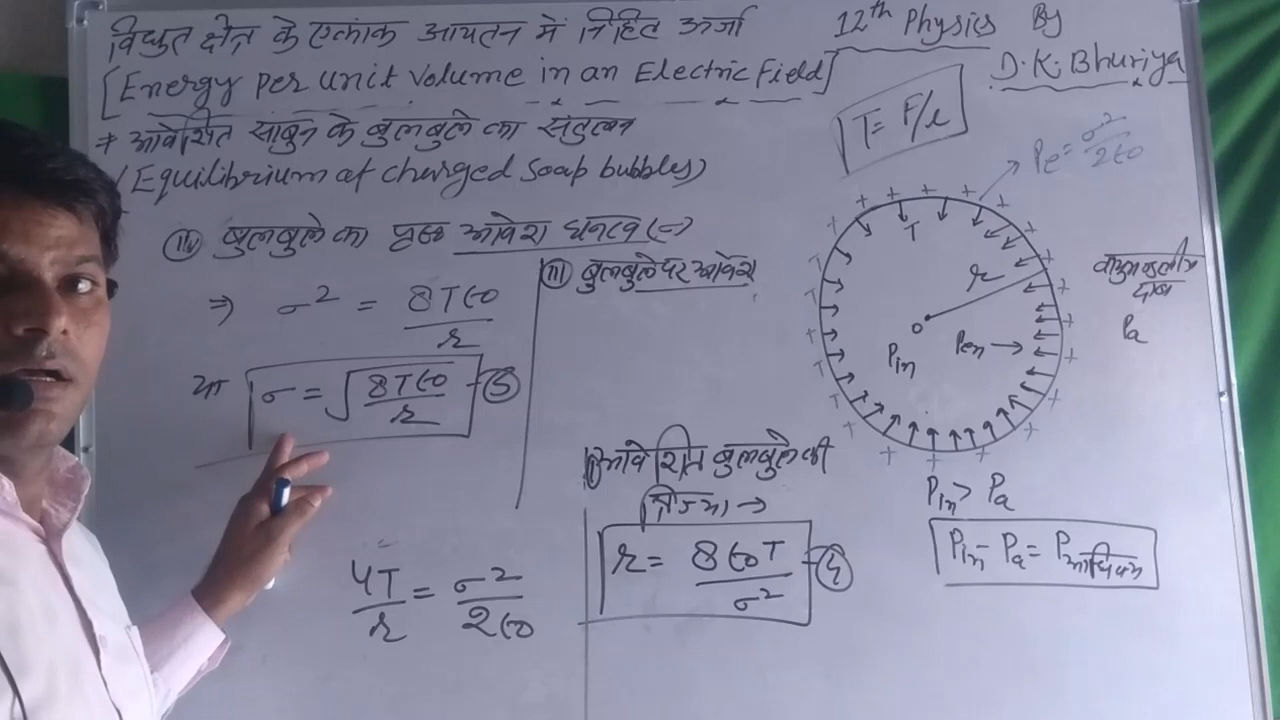 विद्युत क्षेत्र के एकांक आयतन में निहित ऊर्जा
[Energy Per unit Volume in an Electric Field]
⇒ आवेशित साबुन के बुलबुले का संतुलन
(Equilibrium of charged Soap bubbles)
12th Physics By
D.K. Bhuriya
T = F/l
Pe = σ²/2ε0
बुलबुले का पृष्ठ आवेश घनत्व (σ)
⇒ σ² = 8Tε0/r
या σ = √(8Tε0/r) - 5
(iii) बुलबुले पर आवेश
4T/r = σ²/2ε0
आवेशित बुलबुले की
त्रिज्या →
r = 8ε0T/σ² - 4
T
r
o
Pin
Pen →
वायुमण्डलीय
दाब
Pa
Pin > Pa
Pin - Pa = Pआधिक्य